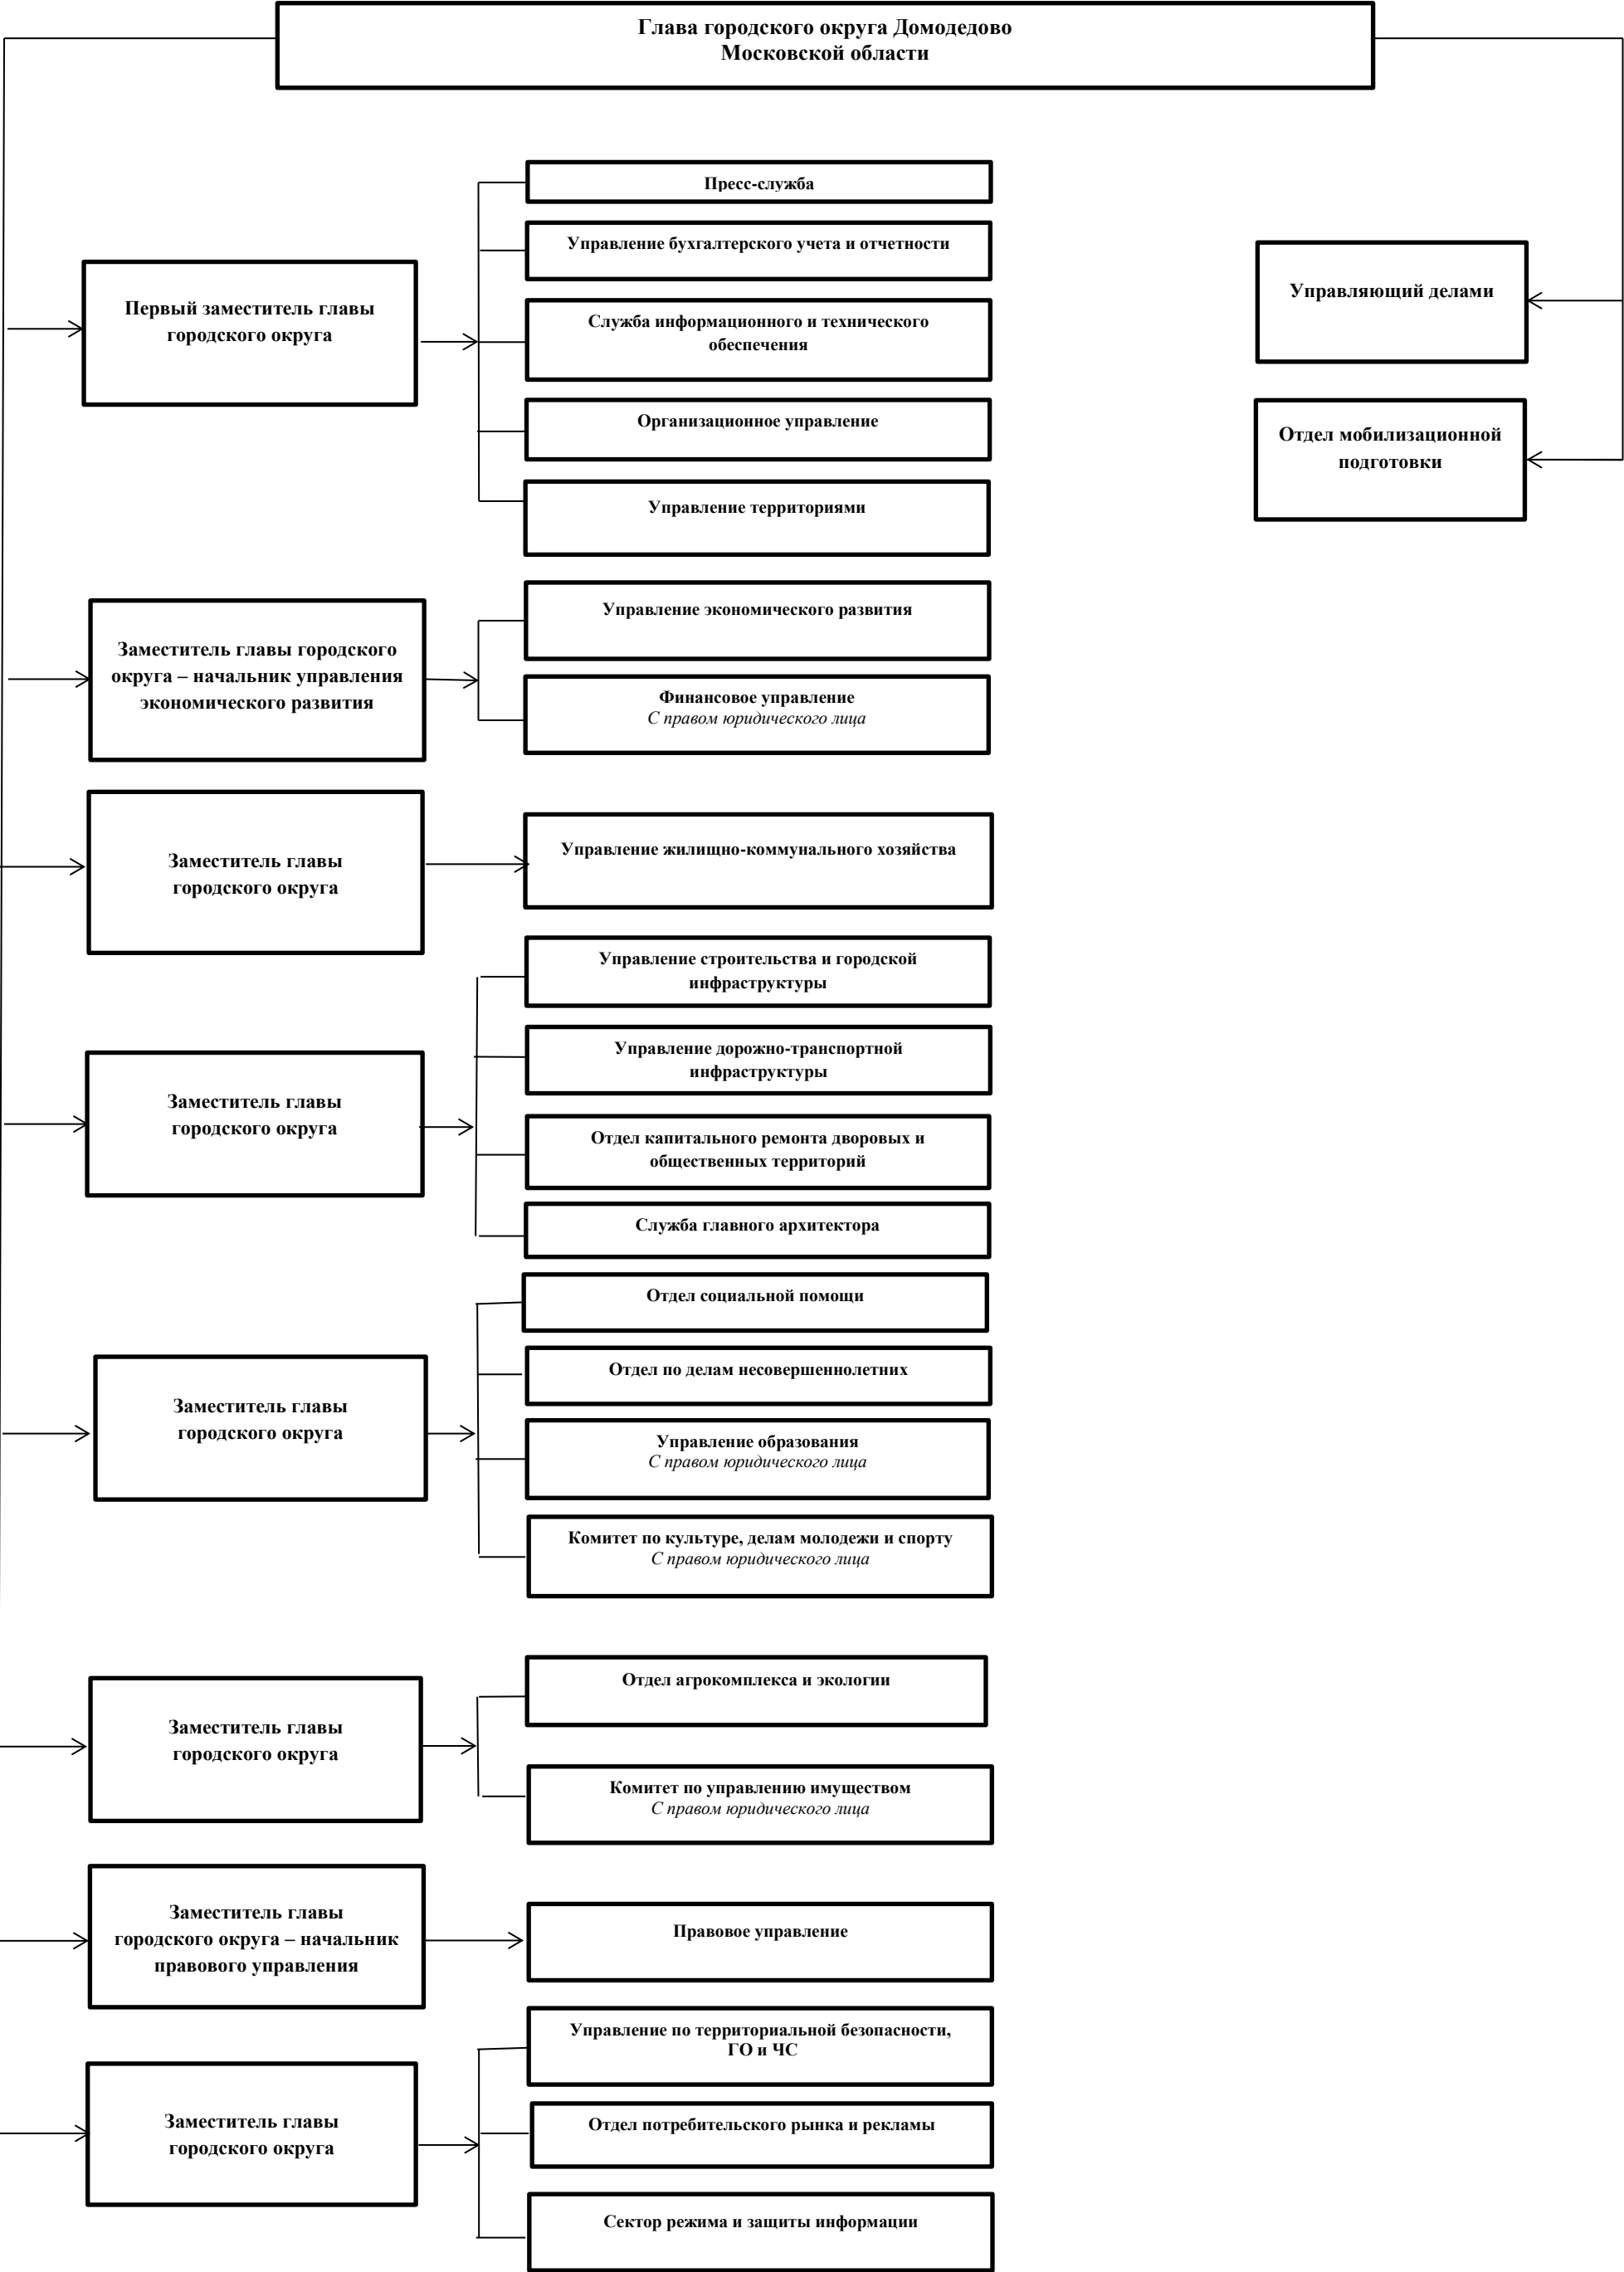 Глава городского округа Домодедово
Московской области
Пресс-служба
Управление бухгалтерского учета и отчетности
Управляющий делами
Первый заместитель главы
городского округа
Служба информационного и технического
обеспечения
Организационное управление
Отдел мобилизационной
подготовки
Управление территориями
Управление экономического развития
Заместитель главы городского
округа – начальник управления
экономического развития
Финансовое управление
С правом юридического лица
Заместитель главы
городского округа
Управление жилищно-коммунального хозяйства
Управление строительства и городской
инфраструктуры
Управление дорожно-транспортной
инфраструктуры
Заместитель главы
городского округа
Отдел капитального ремонта дворовых и
общественных территорий
Служба главного архитектора
Отдел социальной помощи
Отдел по делам несовершеннолетних
Заместитель главы
городского округа
Управление образования
С правом юридического лица
Комитет по культуре, делам молодежи и спорту
С правом юридического лица
Отдел агрокомплекса и экологии
Заместитель главы
городского округа
Комитет по управлению имуществом
С правом юридического лица
Заместитель главы
городского округа – начальник
правового управления
Правовое управление
Управление по территориальной безопасности,
ГО и ЧС
Заместитель главы
городского округа
Отдел потребительского рынка и рекламы
Сектор режима и защиты информации